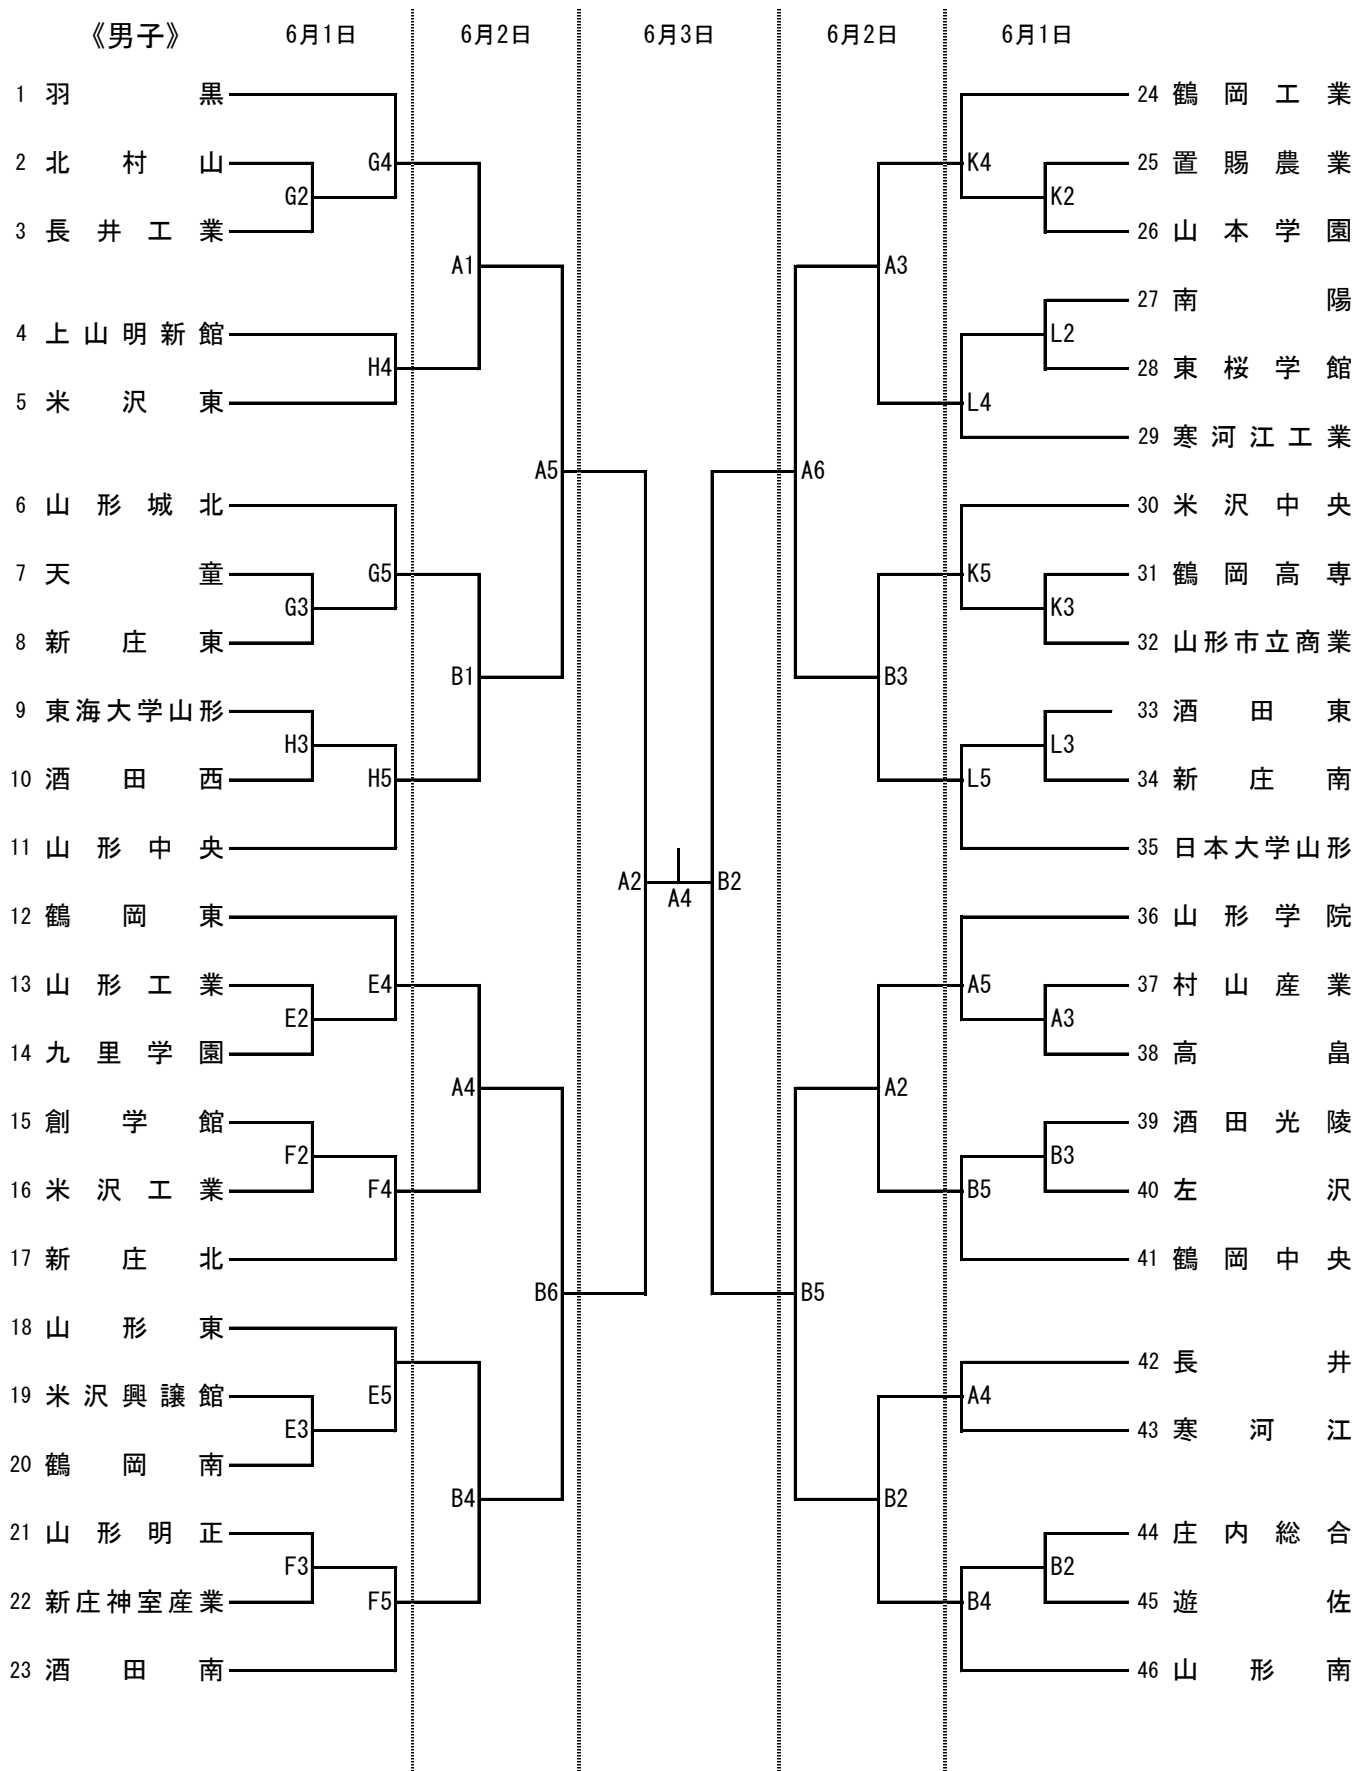 《男子》 6月1日 6月2日 6月3日 6月2日 6月1日
1 羽黒
2 北村山
3 長井工業
4 上山明新館
5 米沢東
6 山形城北
7 天童
8 新庄東
9 東海大学山形
10 酒田西
11 山形中央
12 鶴岡東
13 山形工業
14 九里学園
15 創学館
16 米沢工業
17 新庄北
18 山形東
19 米沢興譲館
20 鶴岡南
21 山形明正
22 新庄神室産業
23 酒田南
G2
G3
H3
E2
F2
E3
F3
G4
H4
G5
H5
E4
F4
E5
F5
A1
B1
A4
B4
A5
B6
A2
A4
B2
A6
B5
A3
B3
A2
B2
K4
L4
K5
L5
A5
B5
A4
B4
K2
L2
K3
L3
A3
B3
B2
24 鶴岡工業
25 置賜農業
26 山本学園
27 南陽
28 東桜学館
29 寒河江工業
30 米沢中央
31 鶴岡高専
32 山形市立商業
33 酒田東
34 新庄南
35 日本大学山形
36 山形学院
37 村山産業
38 高畠
39 酒田光陵
40 左沢
41 鶴岡中央
42 長井
43 寒河江
44 庄内総合
45 遊佐
46 山形南